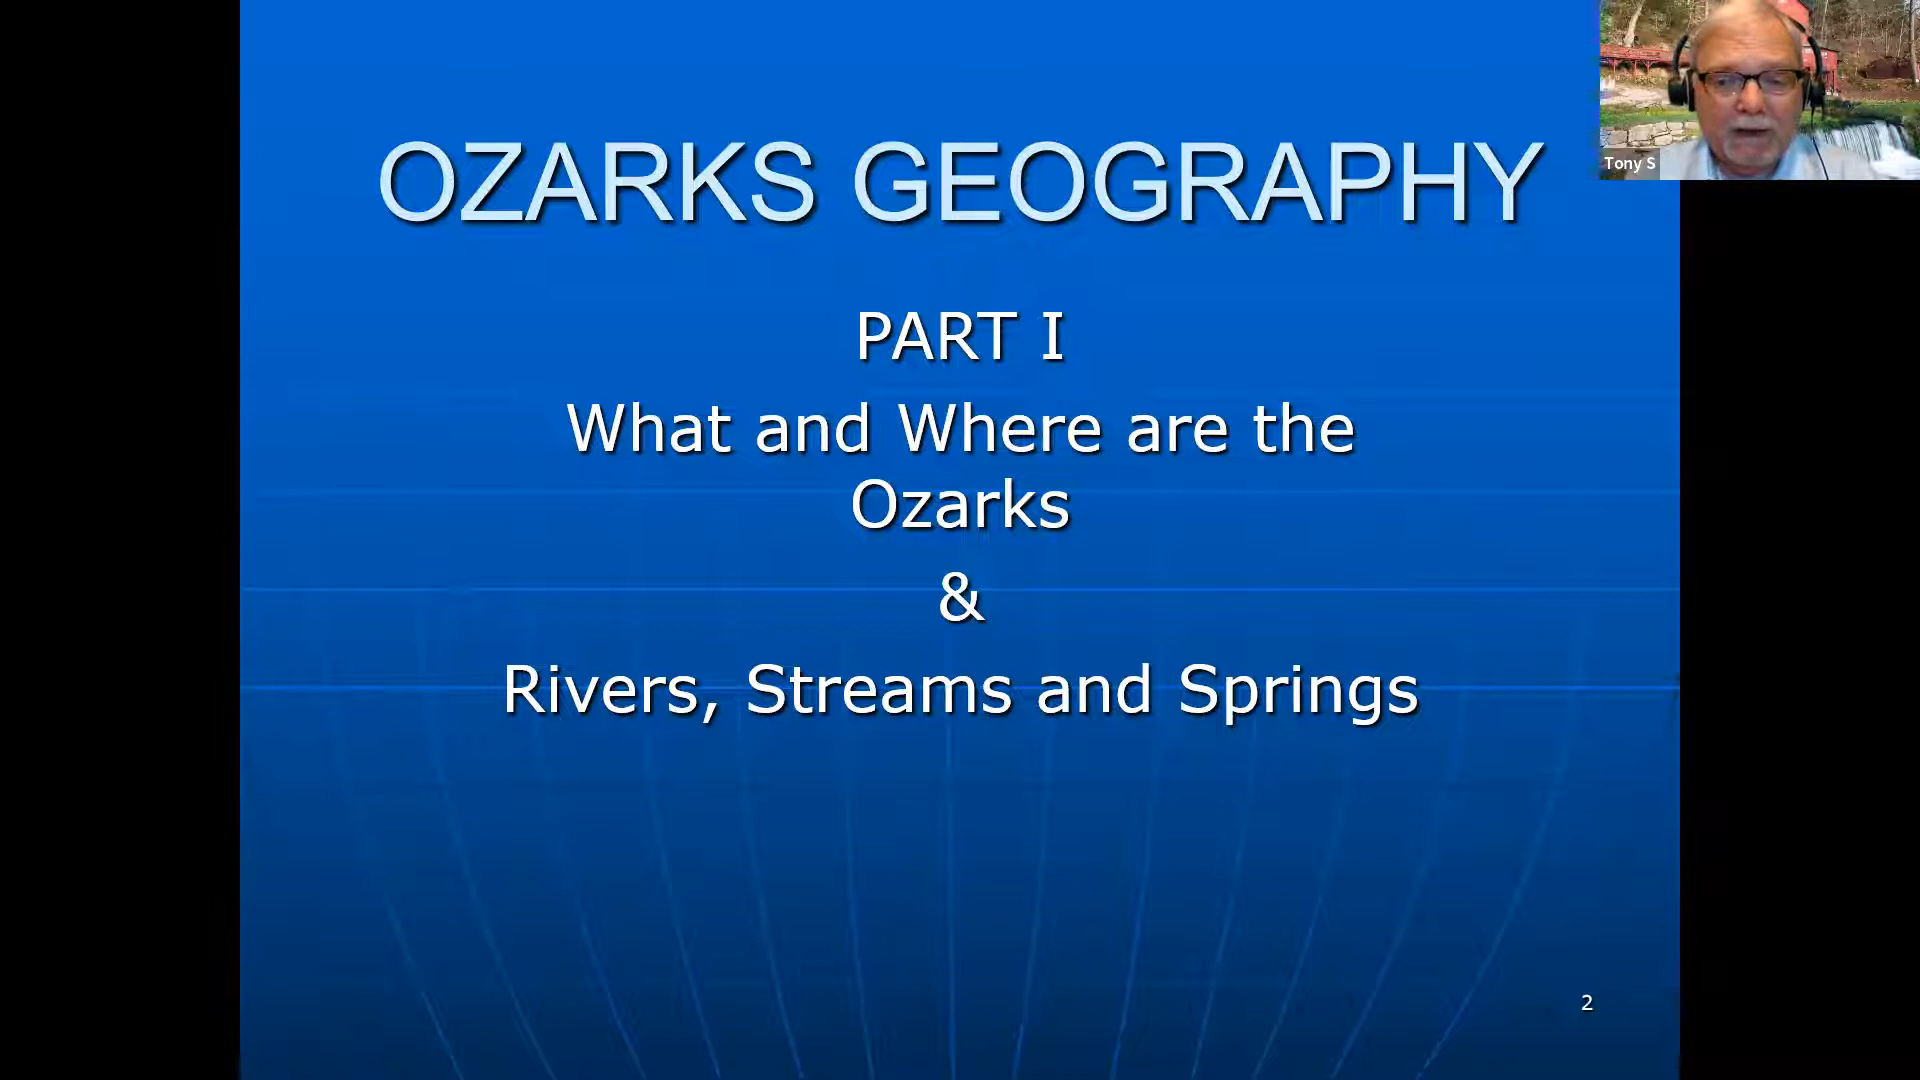 OZARKS GEOGRAPHY
Tony S
PART I
What and Where are the
Ozarks
&
Rivers, Streams and Springs
2